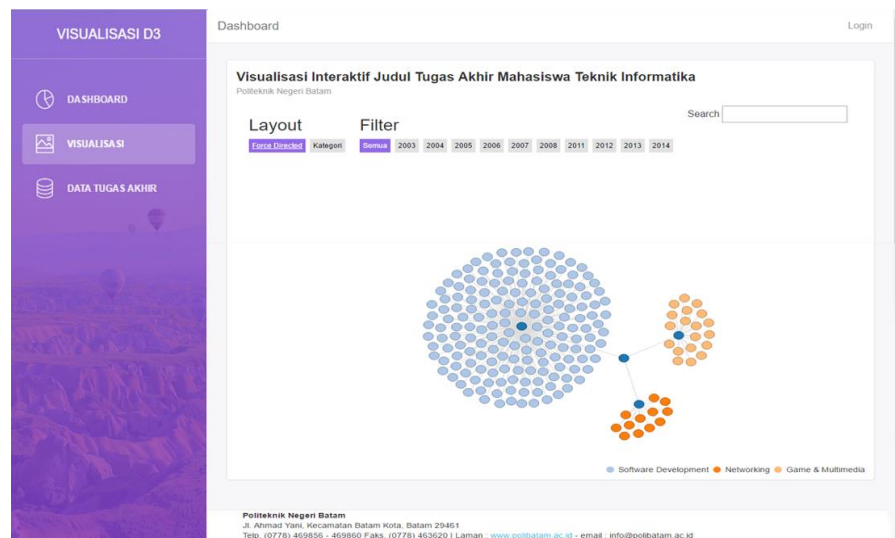 VISUALISASI D3
DASHBOARD
VISUALISASI
DATA TUGAS AKHIR
Dashboard
Login
Visualisasi Interaktif Judul Tugas Akhir Mahasiswa Teknik Informatika
Politeknik Negeri Batam
Search
Layout
Filter
Force Directed Kategori
Semua 2003 2004 2005 2006 2007 2008 2011 2012 2013 2014
Software Development Networking Game & Multimedia
Politeknik Negeri Batam
Jl. Ahmad Yani, Kecamatan Batam Kota, Batam 29461
Telp. (0778) 469856 - 469860 Faks. (0778) 463620 | Laman : www.polibatam.ac.id - email : info@polibatam.ac.id